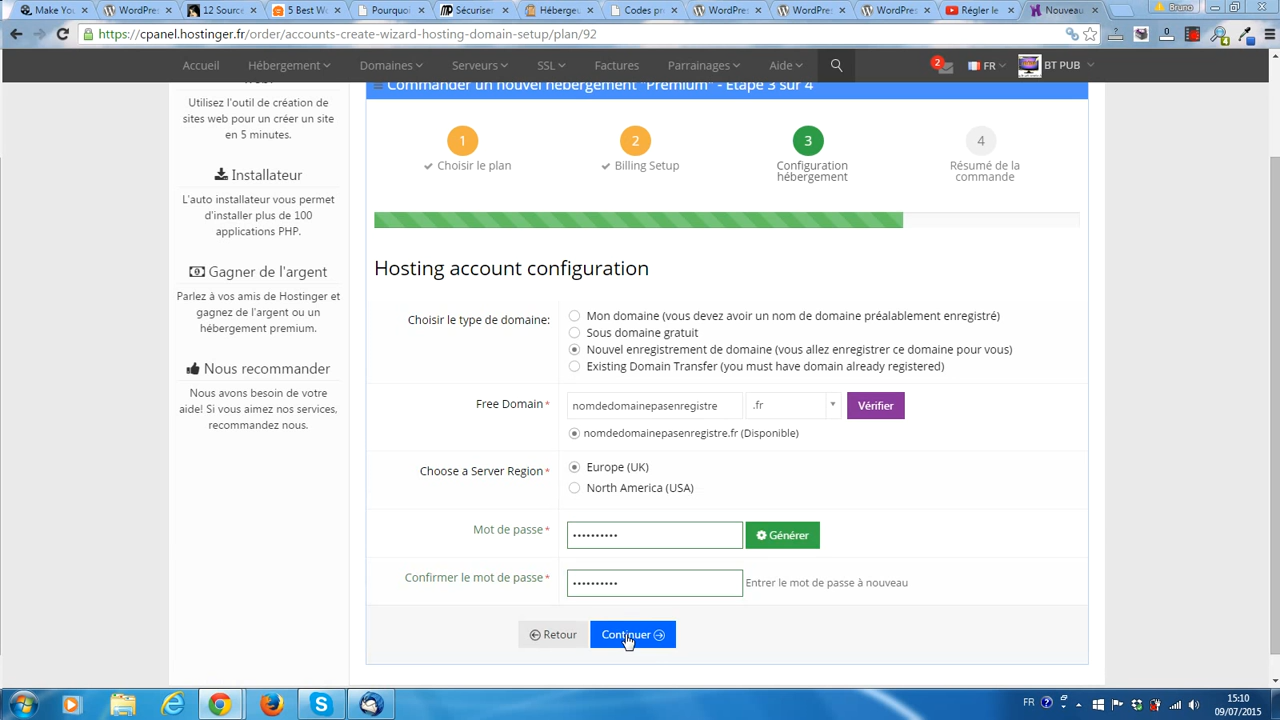 Make Yo
WordPre
12 Source
5 Best Wo
Pourquo
Sécuriser
Héberge
Codes pr
WordPre
WordPre
WordPre
Régler le
Nouveau
Bruno
https://cpanel.hostinger.fr/order/accounts-create-wizard-hosting-domain-setup/plan/92
Accueil Hébergement Domaines Serveurs SSL Factures Parrainages Aide 2 FR BT PUB
Utilisez l'outil de création de
sites web pour un créer un site
en 5 minutes.
Installateur
L'auto installateur vous permet
d'installer plus de 100
applications PHP.
Gagner de l'argent
Parlez à vos amis de Hostinger et
gagnez de l'argent ou un
hébergement premium.
Nous recommander
Nous avons besoin de votre
aide! Si vous aimez nos services,
recommandez nous.
Commander un nouvel hébergement "Premium" - Étape 3 sur 4
1 2 3 4
Choisir le plan
Billing Setup
Configuration
hébergement
Résumé de la
commande
Hosting account configuration
Choisir le type de domaine:
Mon domaine (vous devez avoir un nom de domaine préalablement enregistré)
Sous domaine gratuit
Nouvel enregistrement de domaine (vous allez enregistrer ce domaine pour vous)
Existing Domain Transfer (you must have domain already registered)
Free Domain* nomdedomainepasenregistre .fr Vérifier
nomdedomainepasenregistre.fr (Disponible)
Choose a Server Region* Europe (UK)
North America (USA)
Mot de passe* •••••••••• Générer
Confirmer le mot de passe* •••••••••• Entrer le mot de passe à nouveau
Retour Continuer
FR
15:10
09/07/2015